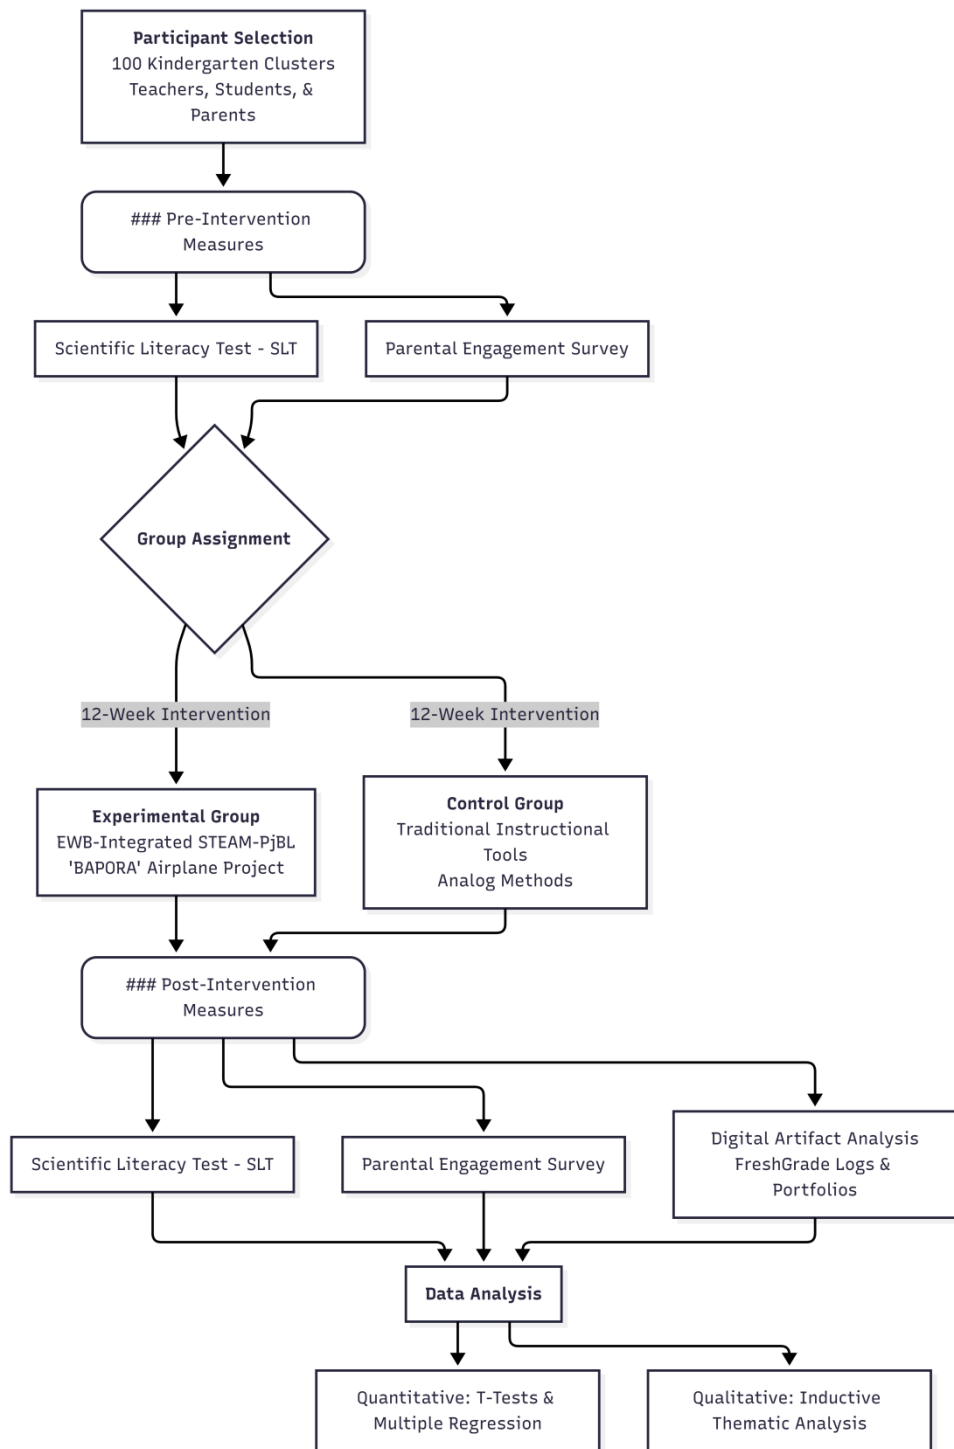 Participant Selection
100 Kindergarten Clusters
Teachers, Students, &
Parents
### Pre-Intervention
Measures
Scientific Literacy Test - SLT
Parental Engagement Survey
Group Assignment
12-Week Intervention
12-Week Intervention
Experimental Group
EWB-Integrated STEAM-PjBL
'BAPORA' Airplane Project
Control Group
Traditional Instructional
Tools
Analog Methods
### Post-Intervention
Measures
Scientific Literacy Test - SLT
Parental Engagement Survey
Digital Artifact Analysis
FreshGrade Logs &
Portfolios
Data Analysis
Quantitative: T-Tests &
Multiple Regression
Qualitative: Inductive
Thematic Analysis